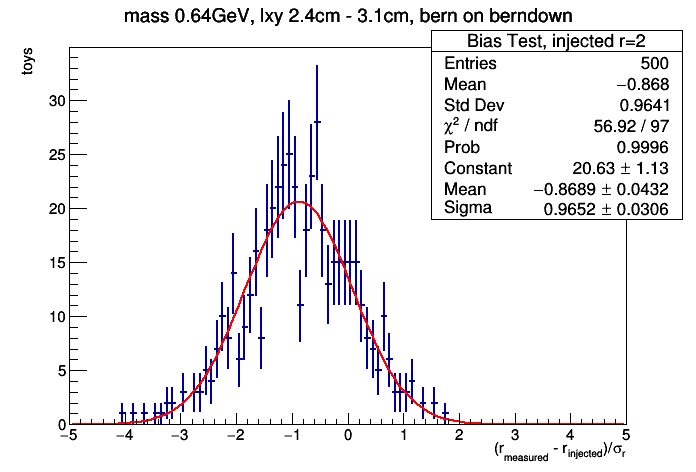 mass 0.64GeV, lxy 2.4cm - 3.1cm, bern on berndown
Bias Test, injected r=2
Entries 500
Mean −0.868
Std Dev 0.9641
χ² / ndf 56.92 / 97
Prob 0.9996
Constant 20.63 ± 1.13
Mean −0.8689 ± 0.0432
Sigma 0.9652 ± 0.0306
toys
30
25
20
15
10
5
0
−5 −4 −3 −2 −1 0 1 2 3 4 5
(r_measured - r_injected)/σ_r